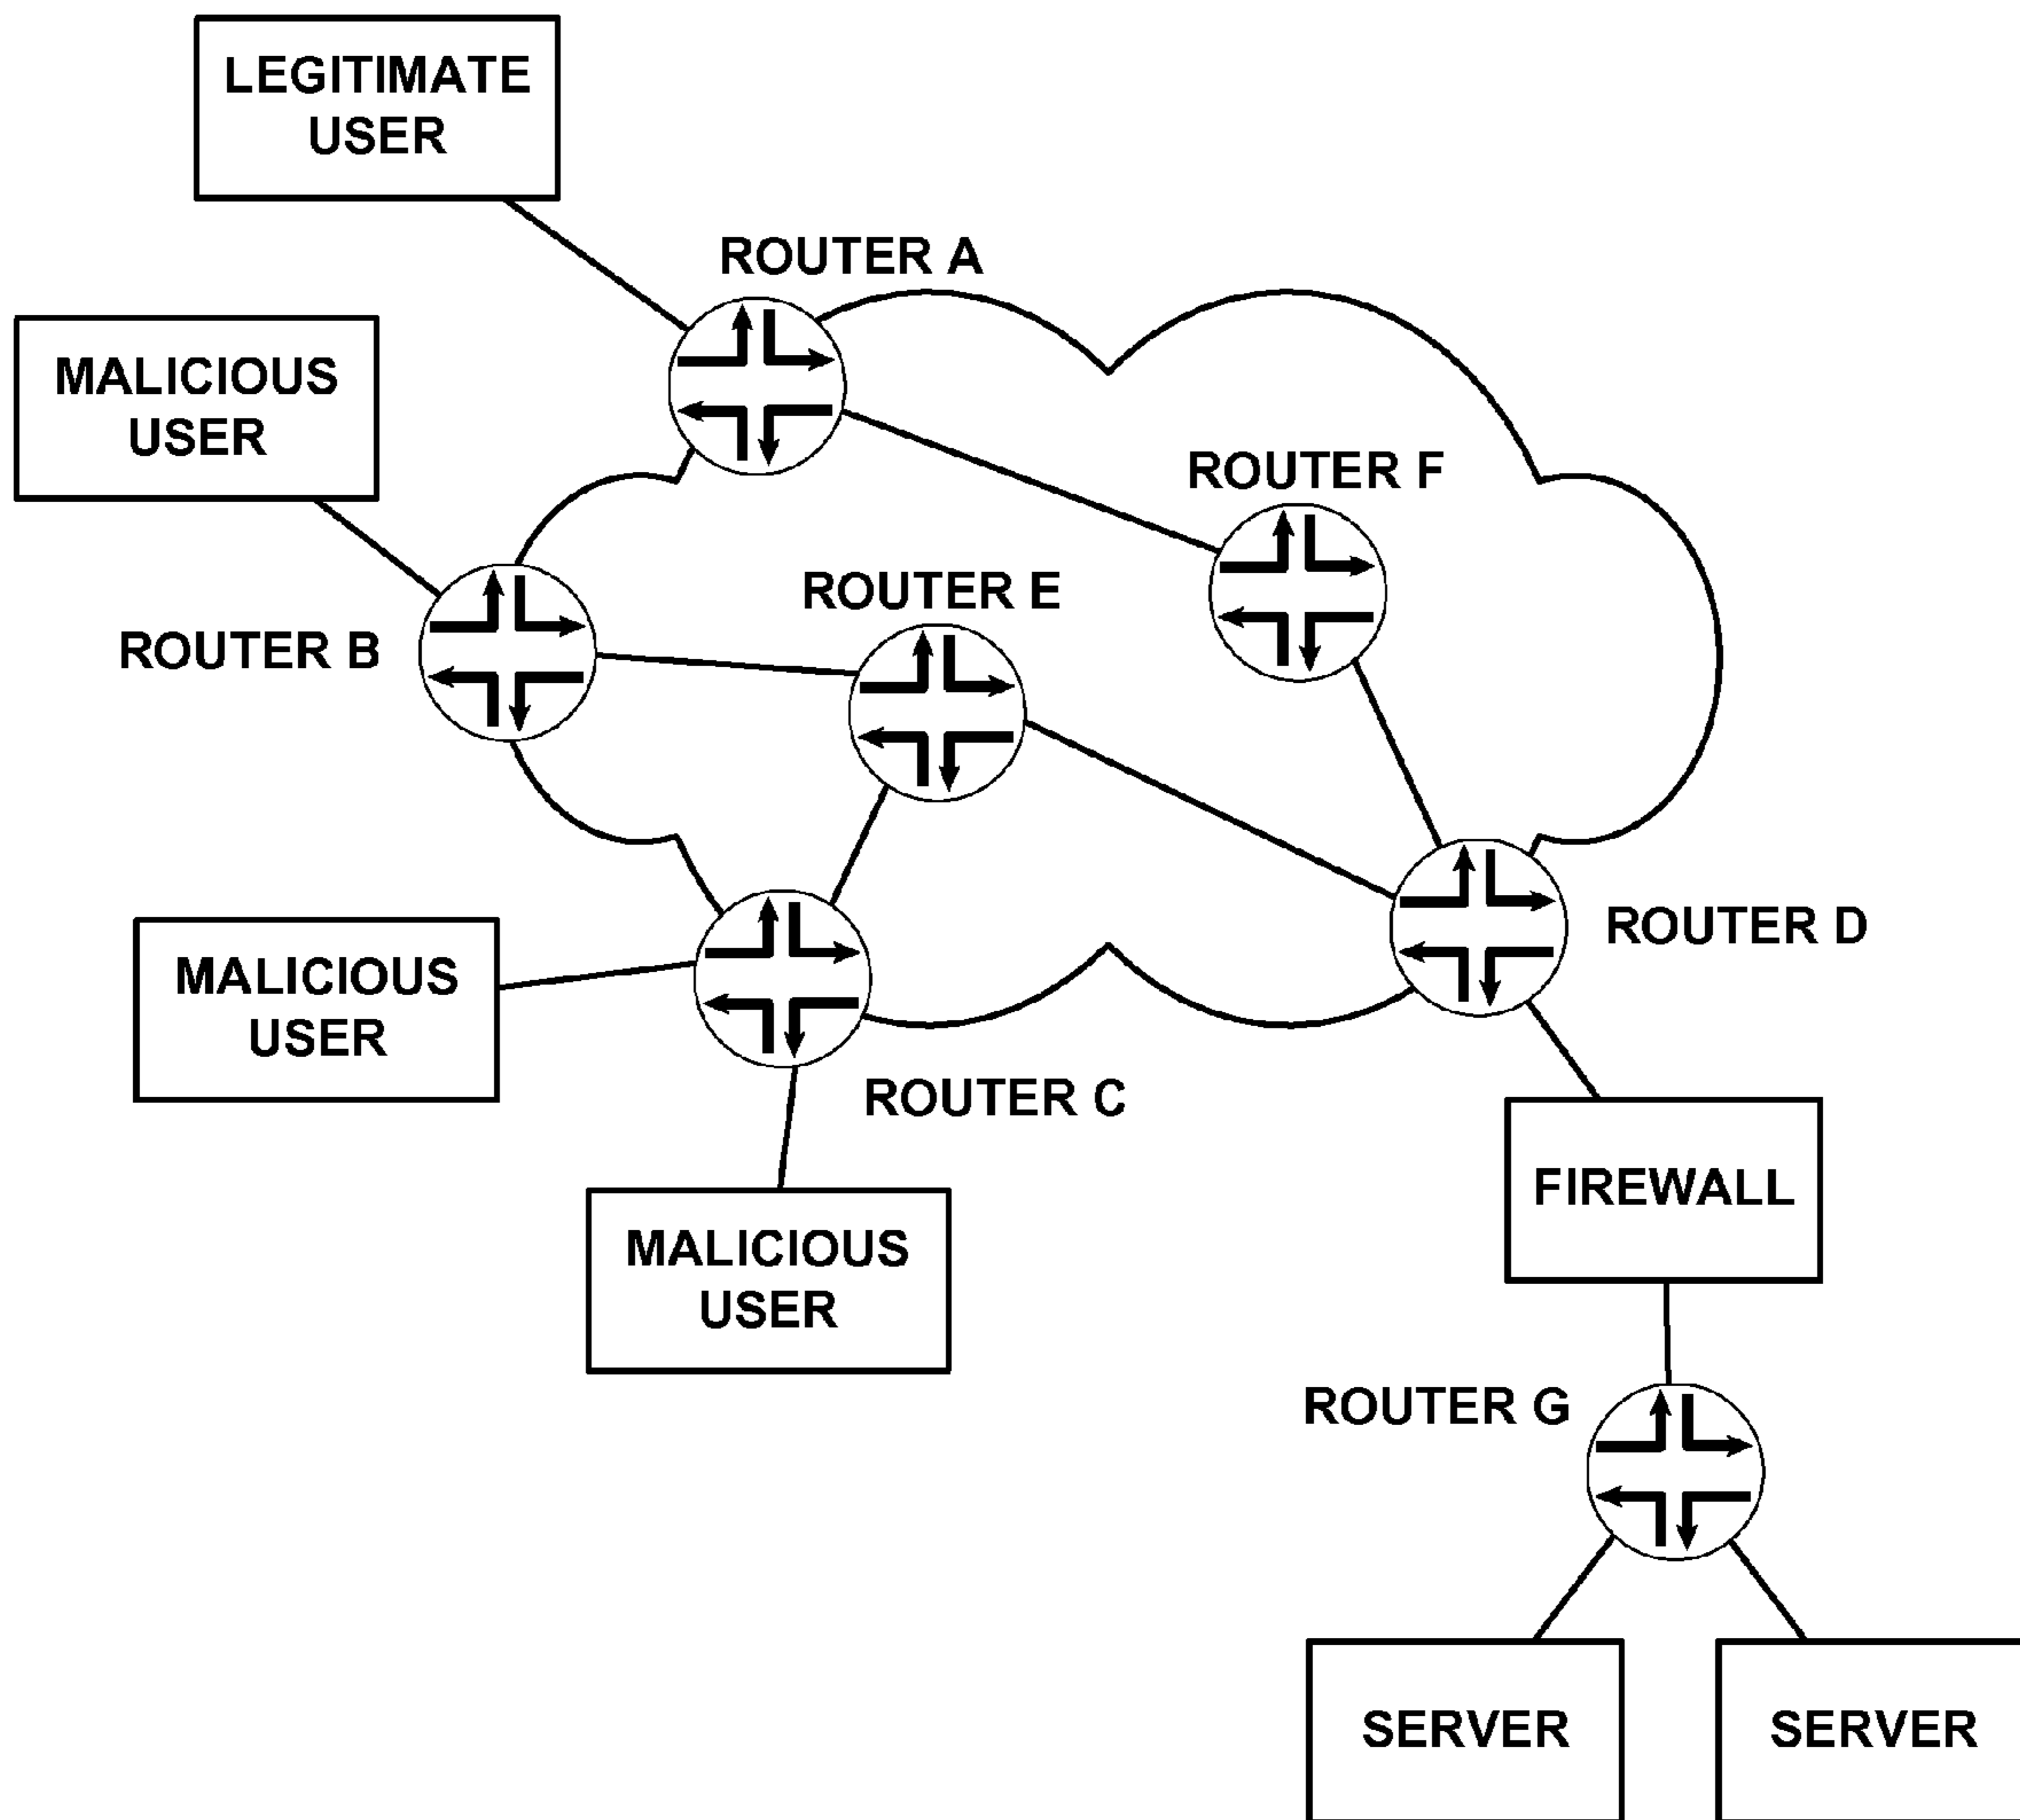 LEGITIMATE
USER
ROUTER A
MALICIOUS
USER
ROUTER F
ROUTER E
ROUTER B
ROUTER D
MALICIOUS
USER
ROUTER C
FIREWALL
MALICIOUS
USER
ROUTER G
SERVER
SERVER